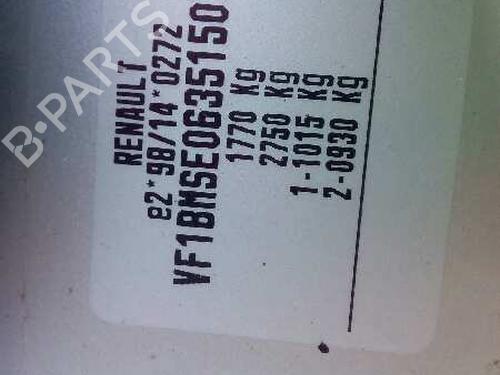 B-PARTS
RENAULT
e2*98/14*0272
VF1BMSE0635150
1770 Kg
2750 Kg
1-1015 Kg
2-0930 Kg